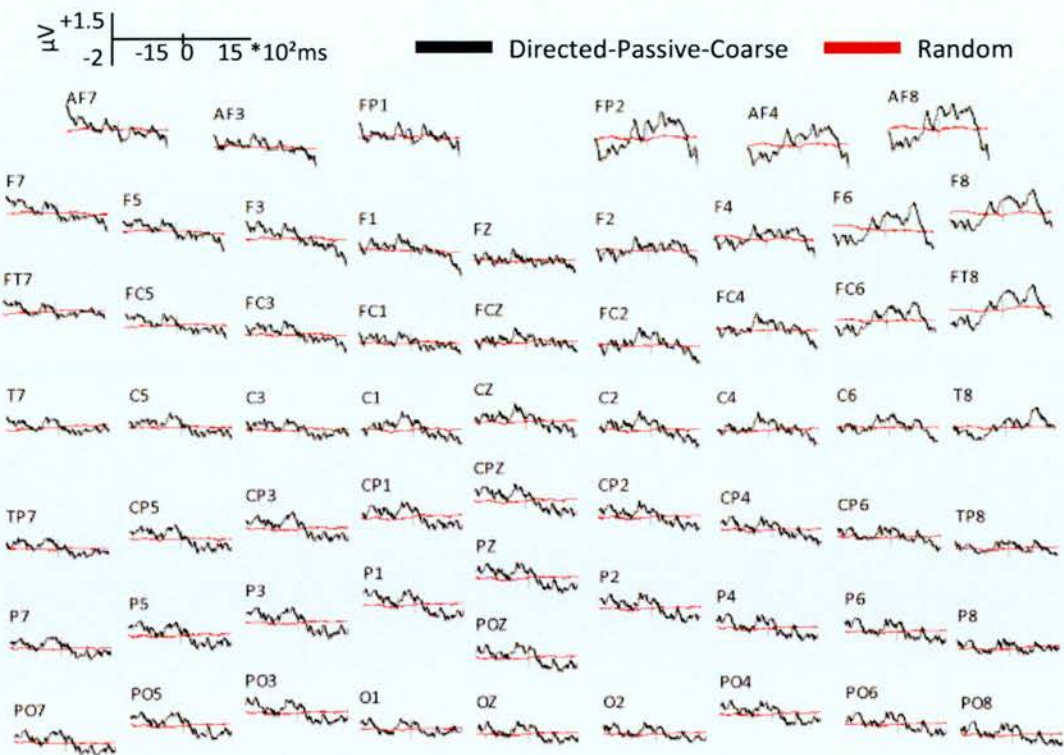 µV +1.5
-2 -15 0 15 *10²ms
Directed-Passive-Coarse Random
AF7 AF3 FP1 FP2 AF4 AF8
F7 F5 F3 F1 FZ F2 F4 F6 F8
FT7 FC5 FC3 FC1 FCZ FC2 FC4 FC6 FT8
T7 C5 C3 C1 CZ C2 C4 C6 T8
TP7 CP5 CP3 CP1 CPZ CP2 CP4 CP6 TP8
P7 P5 P3 P1 PZ P2 P4 P6 P8
POZ
PO7 PO5 PO3 O1 OZ O2 PO4 PO6 PO8